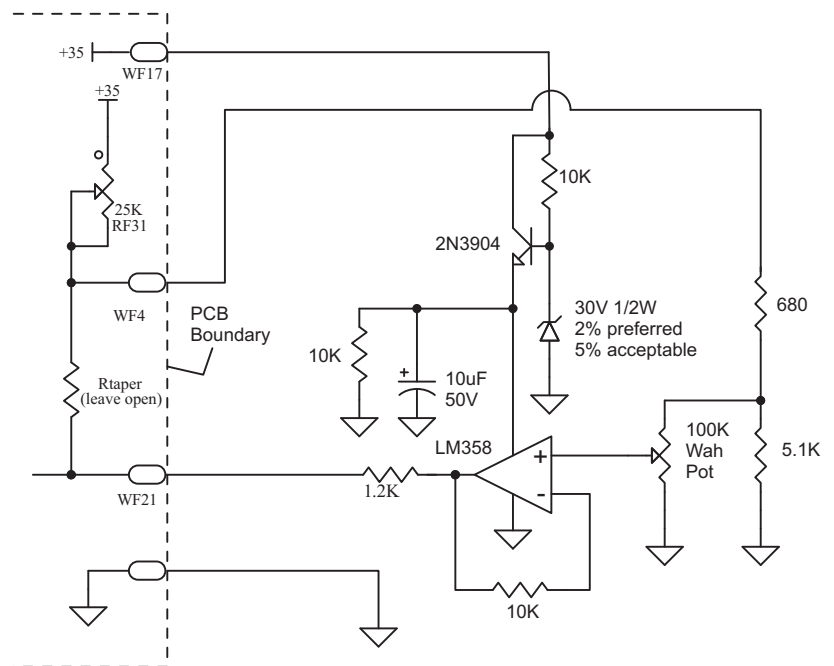 +35
WF17
+35
10K
25K
RF31
2N3904
WF4
PCB
Boundary
30V 1/2W
2% preferred
5% acceptable
680
10K
+
10uF
50V
Rtaper
(leave open)
LM358
100K
Wah
Pot
5.1K
+
-
WF21
1.2K
10K